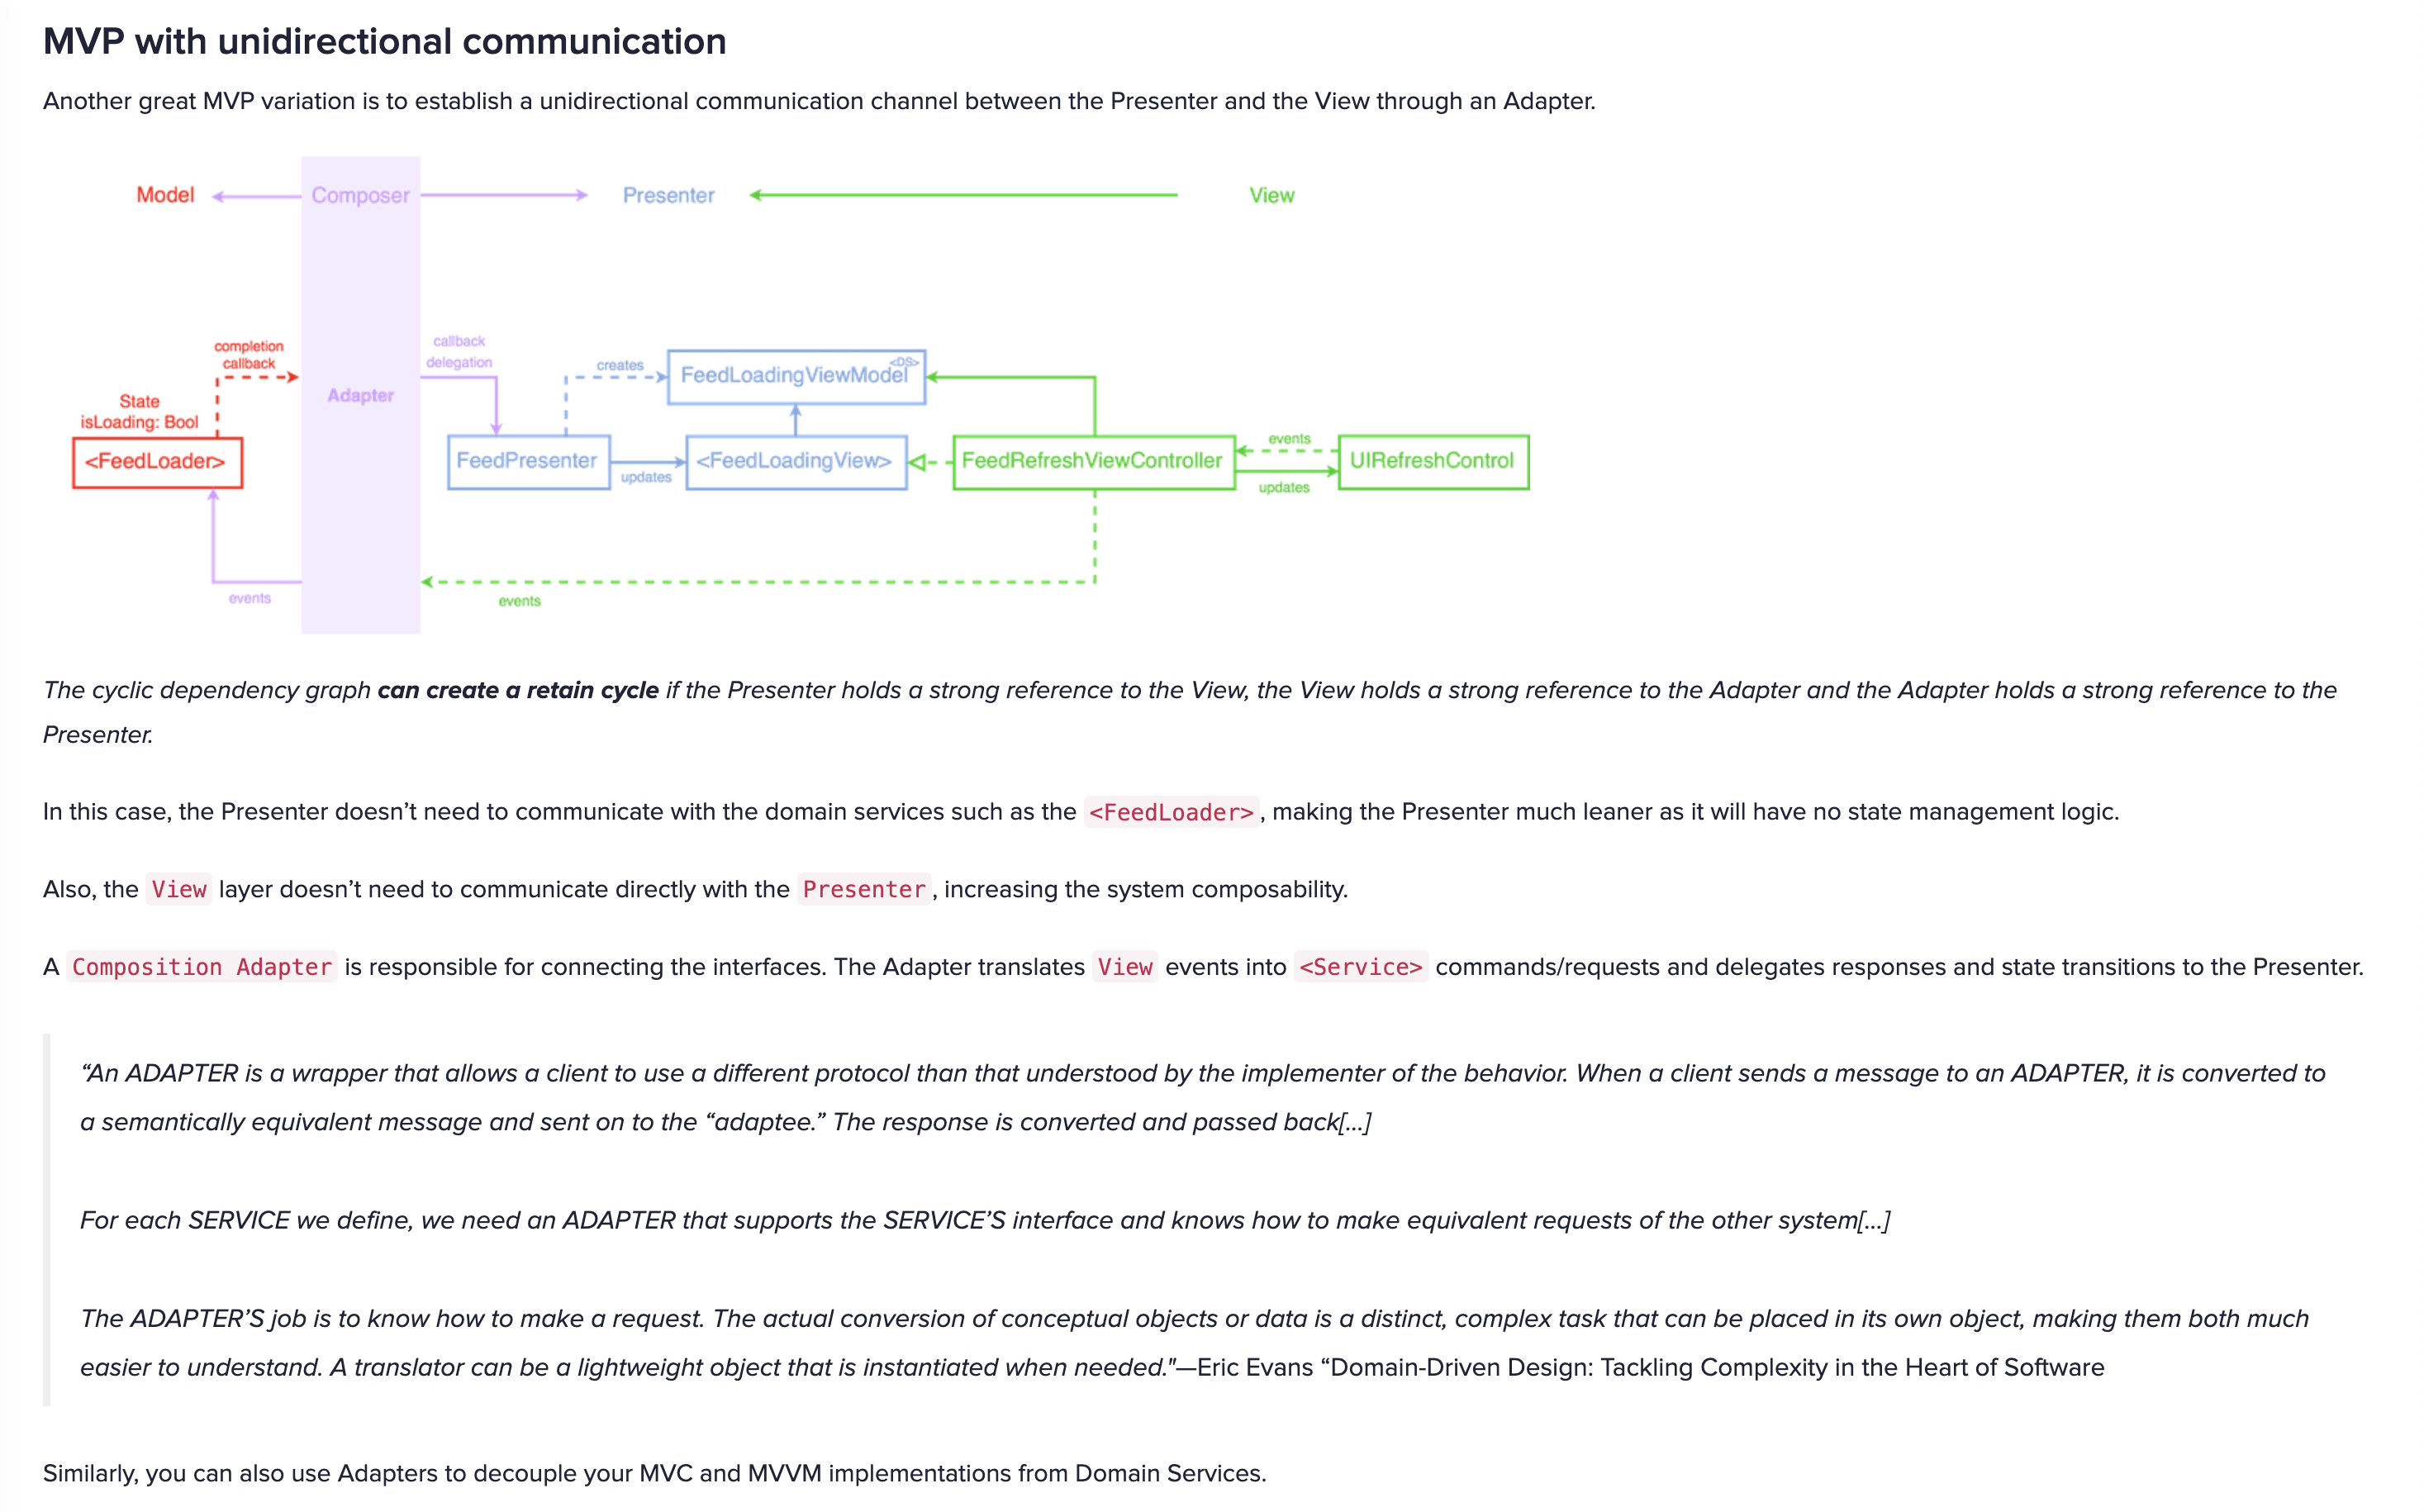 MVP with unidirectional communication
Another great MVP variation is to establish a unidirectional communication channel between the Presenter and the View through an Adapter.
Model
Composer
Presenter
View
completion
callback
callback
delegation
creates
<DS>
FeedLoadingViewModel
Adapter
State
isLoading: Bool
<FeedLoader>
FeedPresenter
updates
<FeedLoadingView>
FeedRefreshViewController
events
updates
UIRefreshControl
events
events
The cyclic dependency graph can create a retain cycle if the Presenter holds a strong reference to the View, the View holds a strong reference to the Adapter and the Adapter holds a strong reference to the
Presenter.
In this case, the Presenter doesn’t need to communicate with the domain services such as the <FeedLoader>, making the Presenter much leaner as it will have no state management logic.
Also, the View layer doesn’t need to communicate directly with the Presenter, increasing the system composability.
A Composition Adapter is responsible for connecting the interfaces. The Adapter translates View events into <Service> commands/requests and delegates responses and state transitions to the Presenter.
“An ADAPTER is a wrapper that allows a client to use a different protocol than that understood by the implementer of the behavior. When a client sends a message to an ADAPTER, it is converted to
a semantically equivalent message and sent on to the “adaptee.” The response is converted and passed back[…]
For each SERVICE we define, we need an ADAPTER that supports the SERVICE’S interface and knows how to make equivalent requests of the other system[…]
The ADAPTER’S job is to know how to make a request. The actual conversion of conceptual objects or data is a distinct, complex task that can be placed in its own object, making them both much
easier to understand. A translator can be a lightweight object that is instantiated when needed."—Eric Evans “Domain-Driven Design: Tackling Complexity in the Heart of Software
Similarly, you can also use Adapters to decouple your MVC and MVVM implementations from Domain Services.